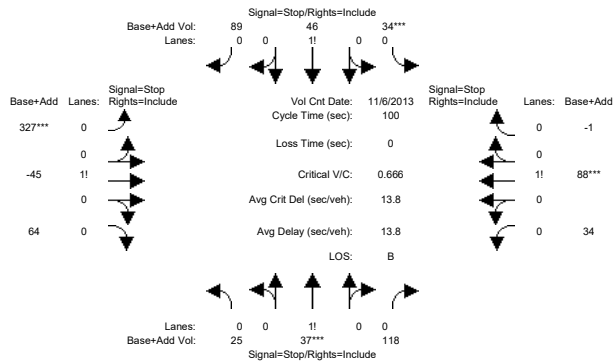 Signal=Stop/Rights=Include
Base+Add Vol: 89 46 34***
Lanes: 0 0 1! 0 0
Signal=Stop Signal=Stop
Base+Add Lanes: Rights=Include Vol Cnt Date: 11/6/2013 Rights=Include Lanes: Base+Add
Cycle Time (sec): 100
327*** 0 0 -1
Loss Time (sec): 0
0 0
-45 1! Critical V/C: 0.666 1! 88***
0 Avg Crit Del (sec/veh): 13.8 0
64 0 Avg Delay (sec/veh): 13.8 0 34
LOS: B
Lanes: 0 0 1! 0 0
Base+Add Vol: 25 37*** 118
Signal=Stop/Rights=Include